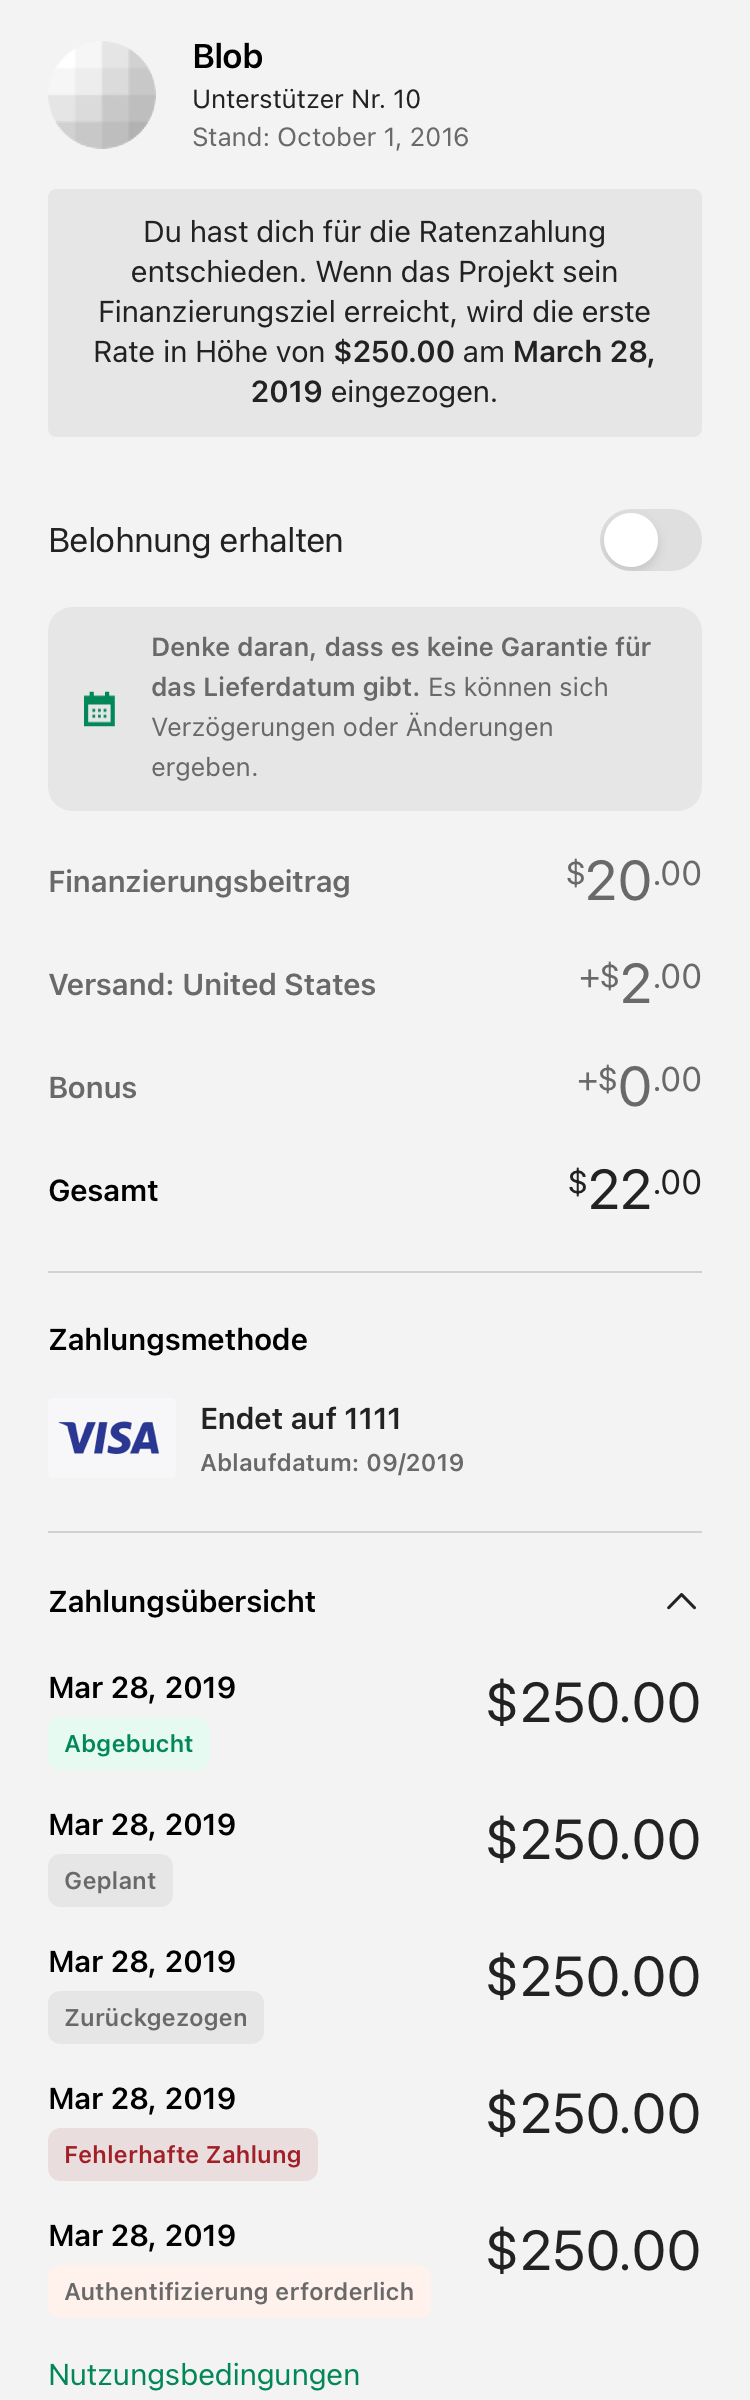 Blob
Unterstützer Nr. 10
Stand: October 1, 2016
Du hast dich für die Ratenzahlung
entschieden. Wenn das Projekt sein
Finanzierungsziel erreicht, wird die erste
Rate in Höhe von $250.00 am March 28,
2019 eingezogen.
Belohnung erhalten
Denke daran, dass es keine Garantie für
das Lieferdatum gibt. Es können sich
Verzögerungen oder Änderungen
ergeben.
Finanzierungsbeitrag $20.00
Versand: United States +$2.00
Bonus +$0.00
Gesamt $22.00
Zahlungsmethode
VISA
Endet auf 1111
Ablaufdatum: 09/2019
Zahlungsübersicht
Mar 28, 2019 $250.00
Abgebucht
Mar 28, 2019 $250.00
Geplant
Mar 28, 2019 $250.00
Zurückgezogen
Mar 28, 2019 $250.00
Fehlerhafte Zahlung
Mar 28, 2019 $250.00
Authentifizierung erforderlich
Nutzungsbedingungen